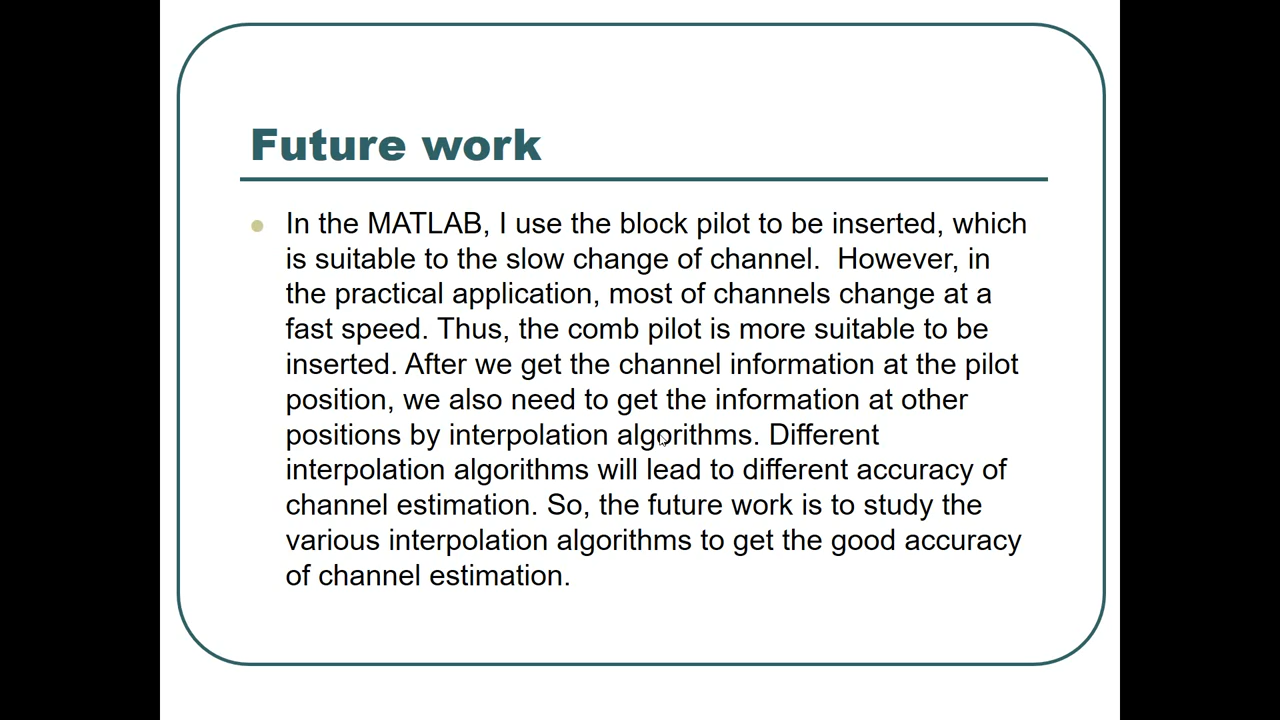 Future work
In the MATLAB, I use the block pilot to be inserted, which
is suitable to the slow change of channel.  However, in
the practical application, most of channels change at a
fast speed. Thus, the comb pilot is more suitable to be
inserted. After we get the channel information at the pilot
position, we also need to get the information at other
positions by interpolation algorithms. Different
interpolation algorithms will lead to different accuracy of
channel estimation. So, the future work is to study the
various interpolation algorithms to get the good accuracy
of channel estimation.